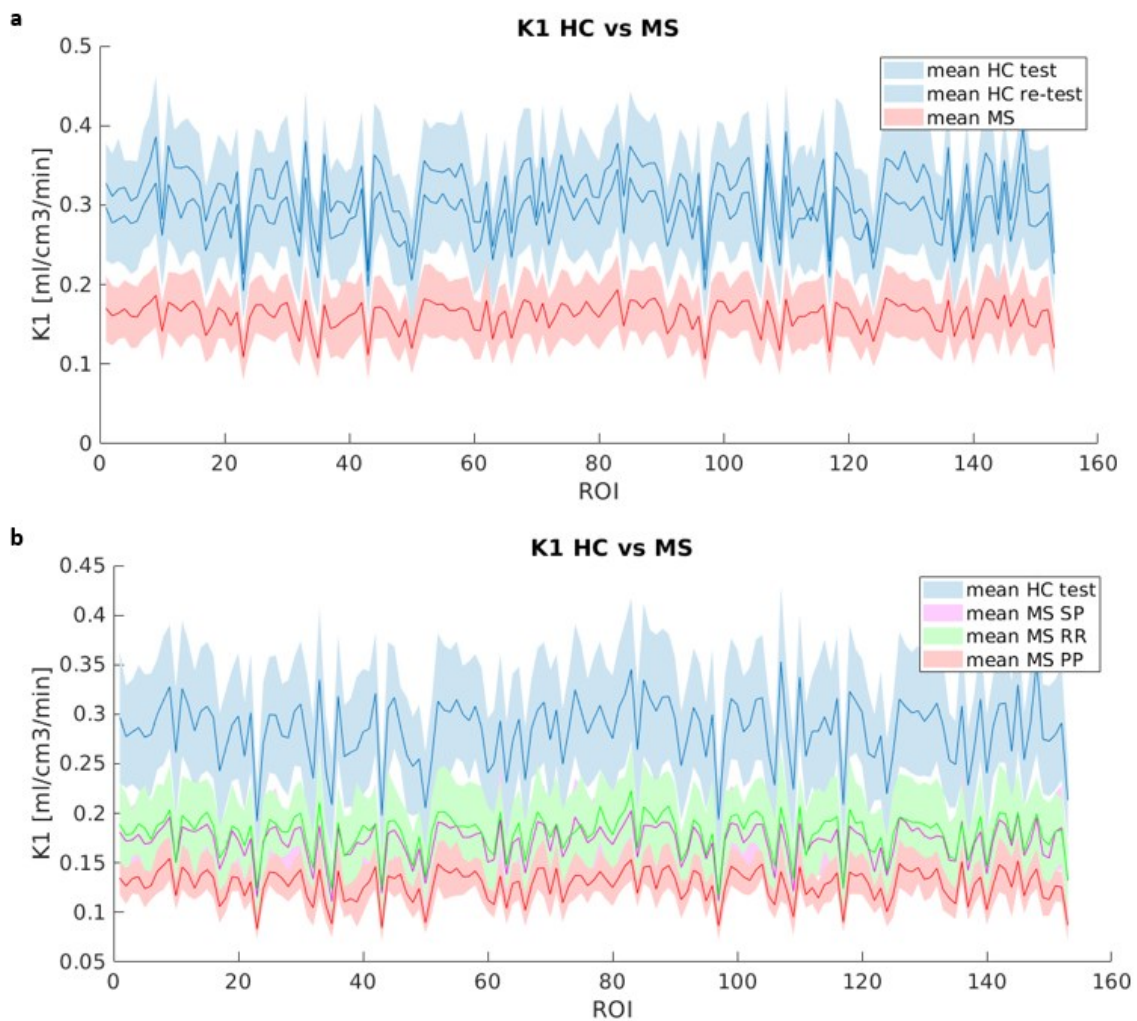 a
K1 HC vs MS
0.5
0.4
0.3
0.2
0.1
0
K1 [ml/cm3/min]
mean HC test
mean HC re-test
mean MS
0 20 40 60 80 100 120 140 160
ROI
b
K1 HC vs MS
0.45
0.4
0.35
0.3
0.25
0.2
0.15
0.1
0.05
K1 [ml/cm3/min]
mean HC test
mean MS SP
mean MS RR
mean MS PP
0 20 40 60 80 100 120 140 160
ROI